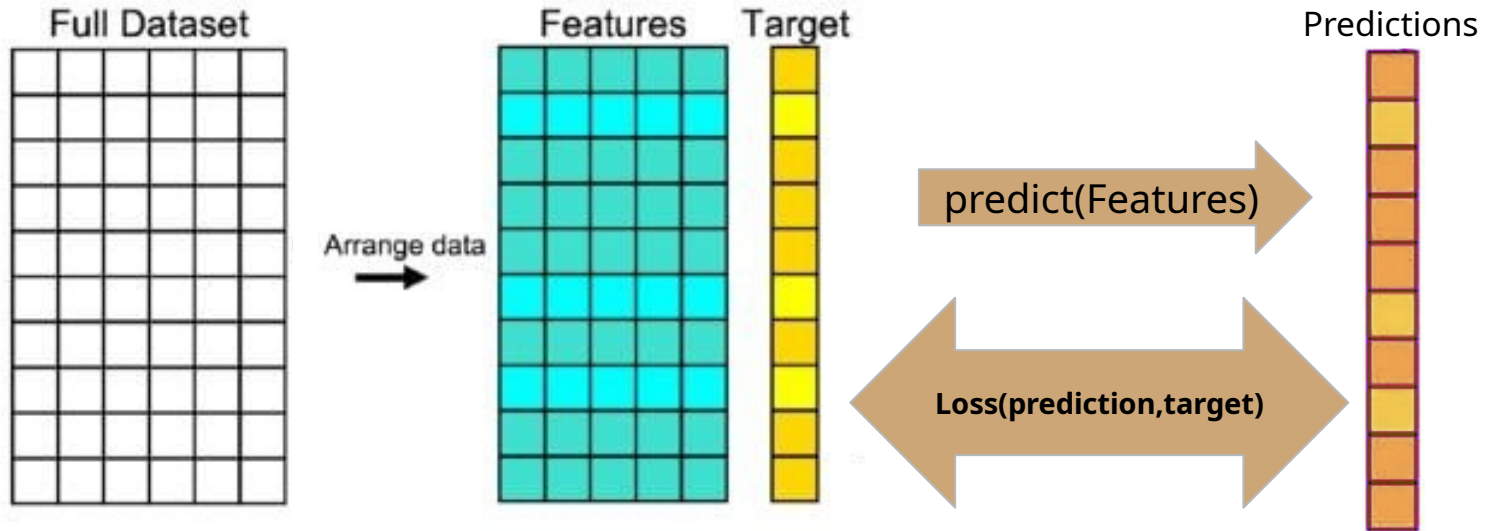 Full Dataset
Features
Target
Predictions
Arrange data
predict(Features)
Loss(prediction,target)